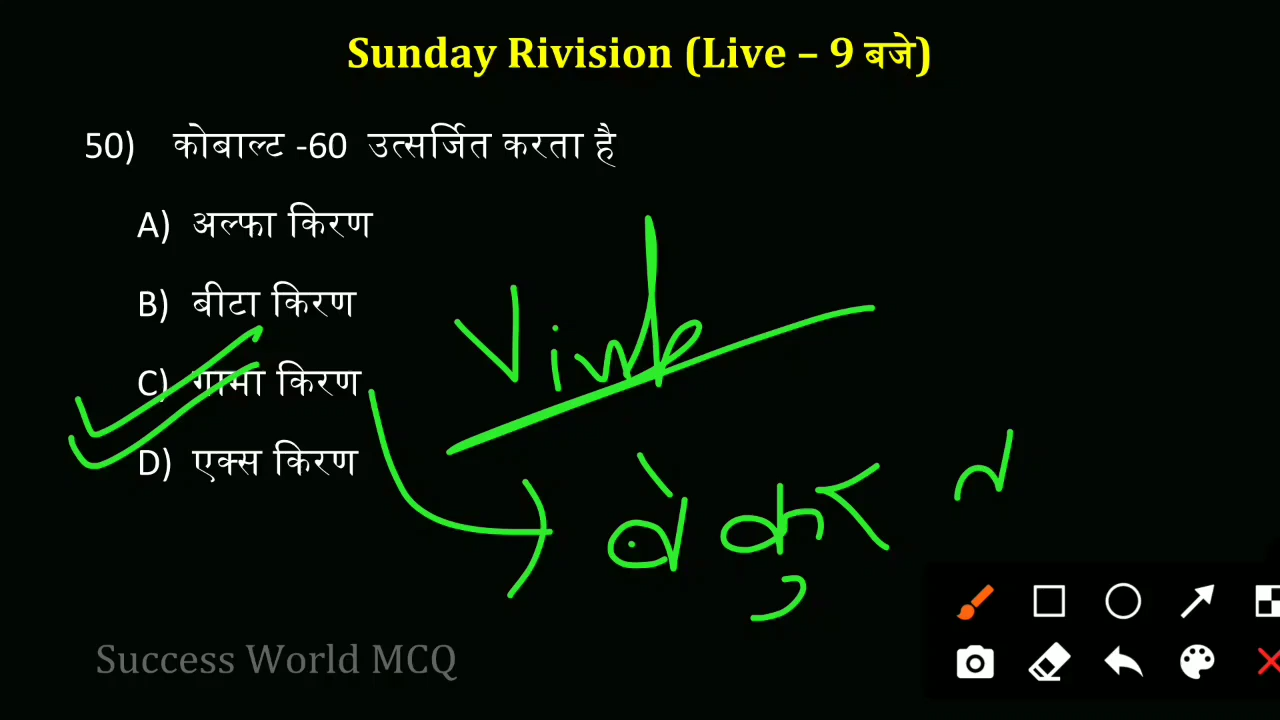 Sunday Rivision (Live – 9 बजे)
50) कोबाल्ट -60 उत्सर्जित करता है
A) अल्फा किरण
B) बीटा किरण
C) गामा किरण
D) एक्स किरण
Success World MCQ